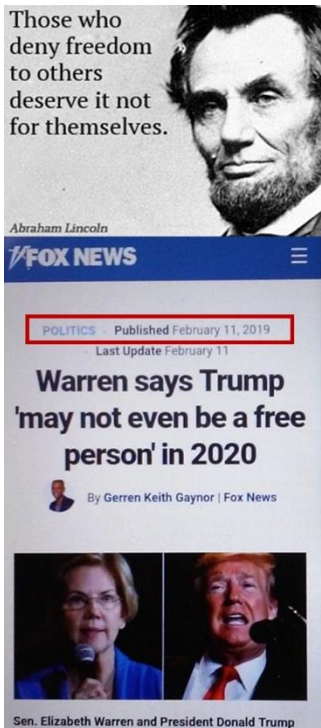 Those who
deny freedom
to others
deserve it not
for themselves.
Abraham Lincoln
FOX NEWS
POLITICS · Published February 11, 2019
· Last Update February 11
Warren says Trump
'may not even be a free
person' in 2020
By Gerren Keith Gaynor | Fox News
Sen. Elizabeth Warren and President Donald Trump